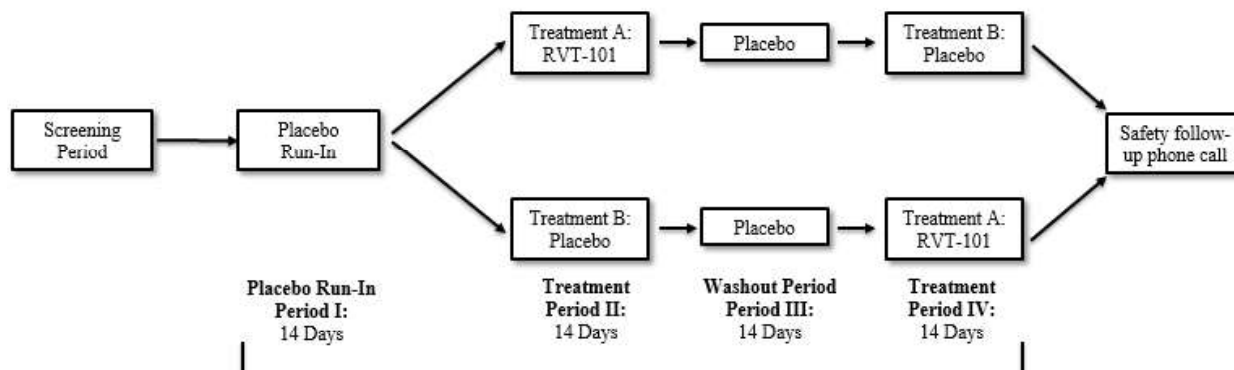 Screening
Period
Placebo
Run-In
Treatment A:
RVT-101
Placebo
Treatment B:
Placebo
Treatment B:
Placebo
Placebo
Treatment A:
RVT-101
Safety follow-
up phone call
Placebo Run-In
Period I:
14 Days
Treatment
Period II:
14 Days
Washout Period
Period III:
14 Days
Treatment
Period IV:
14 Days